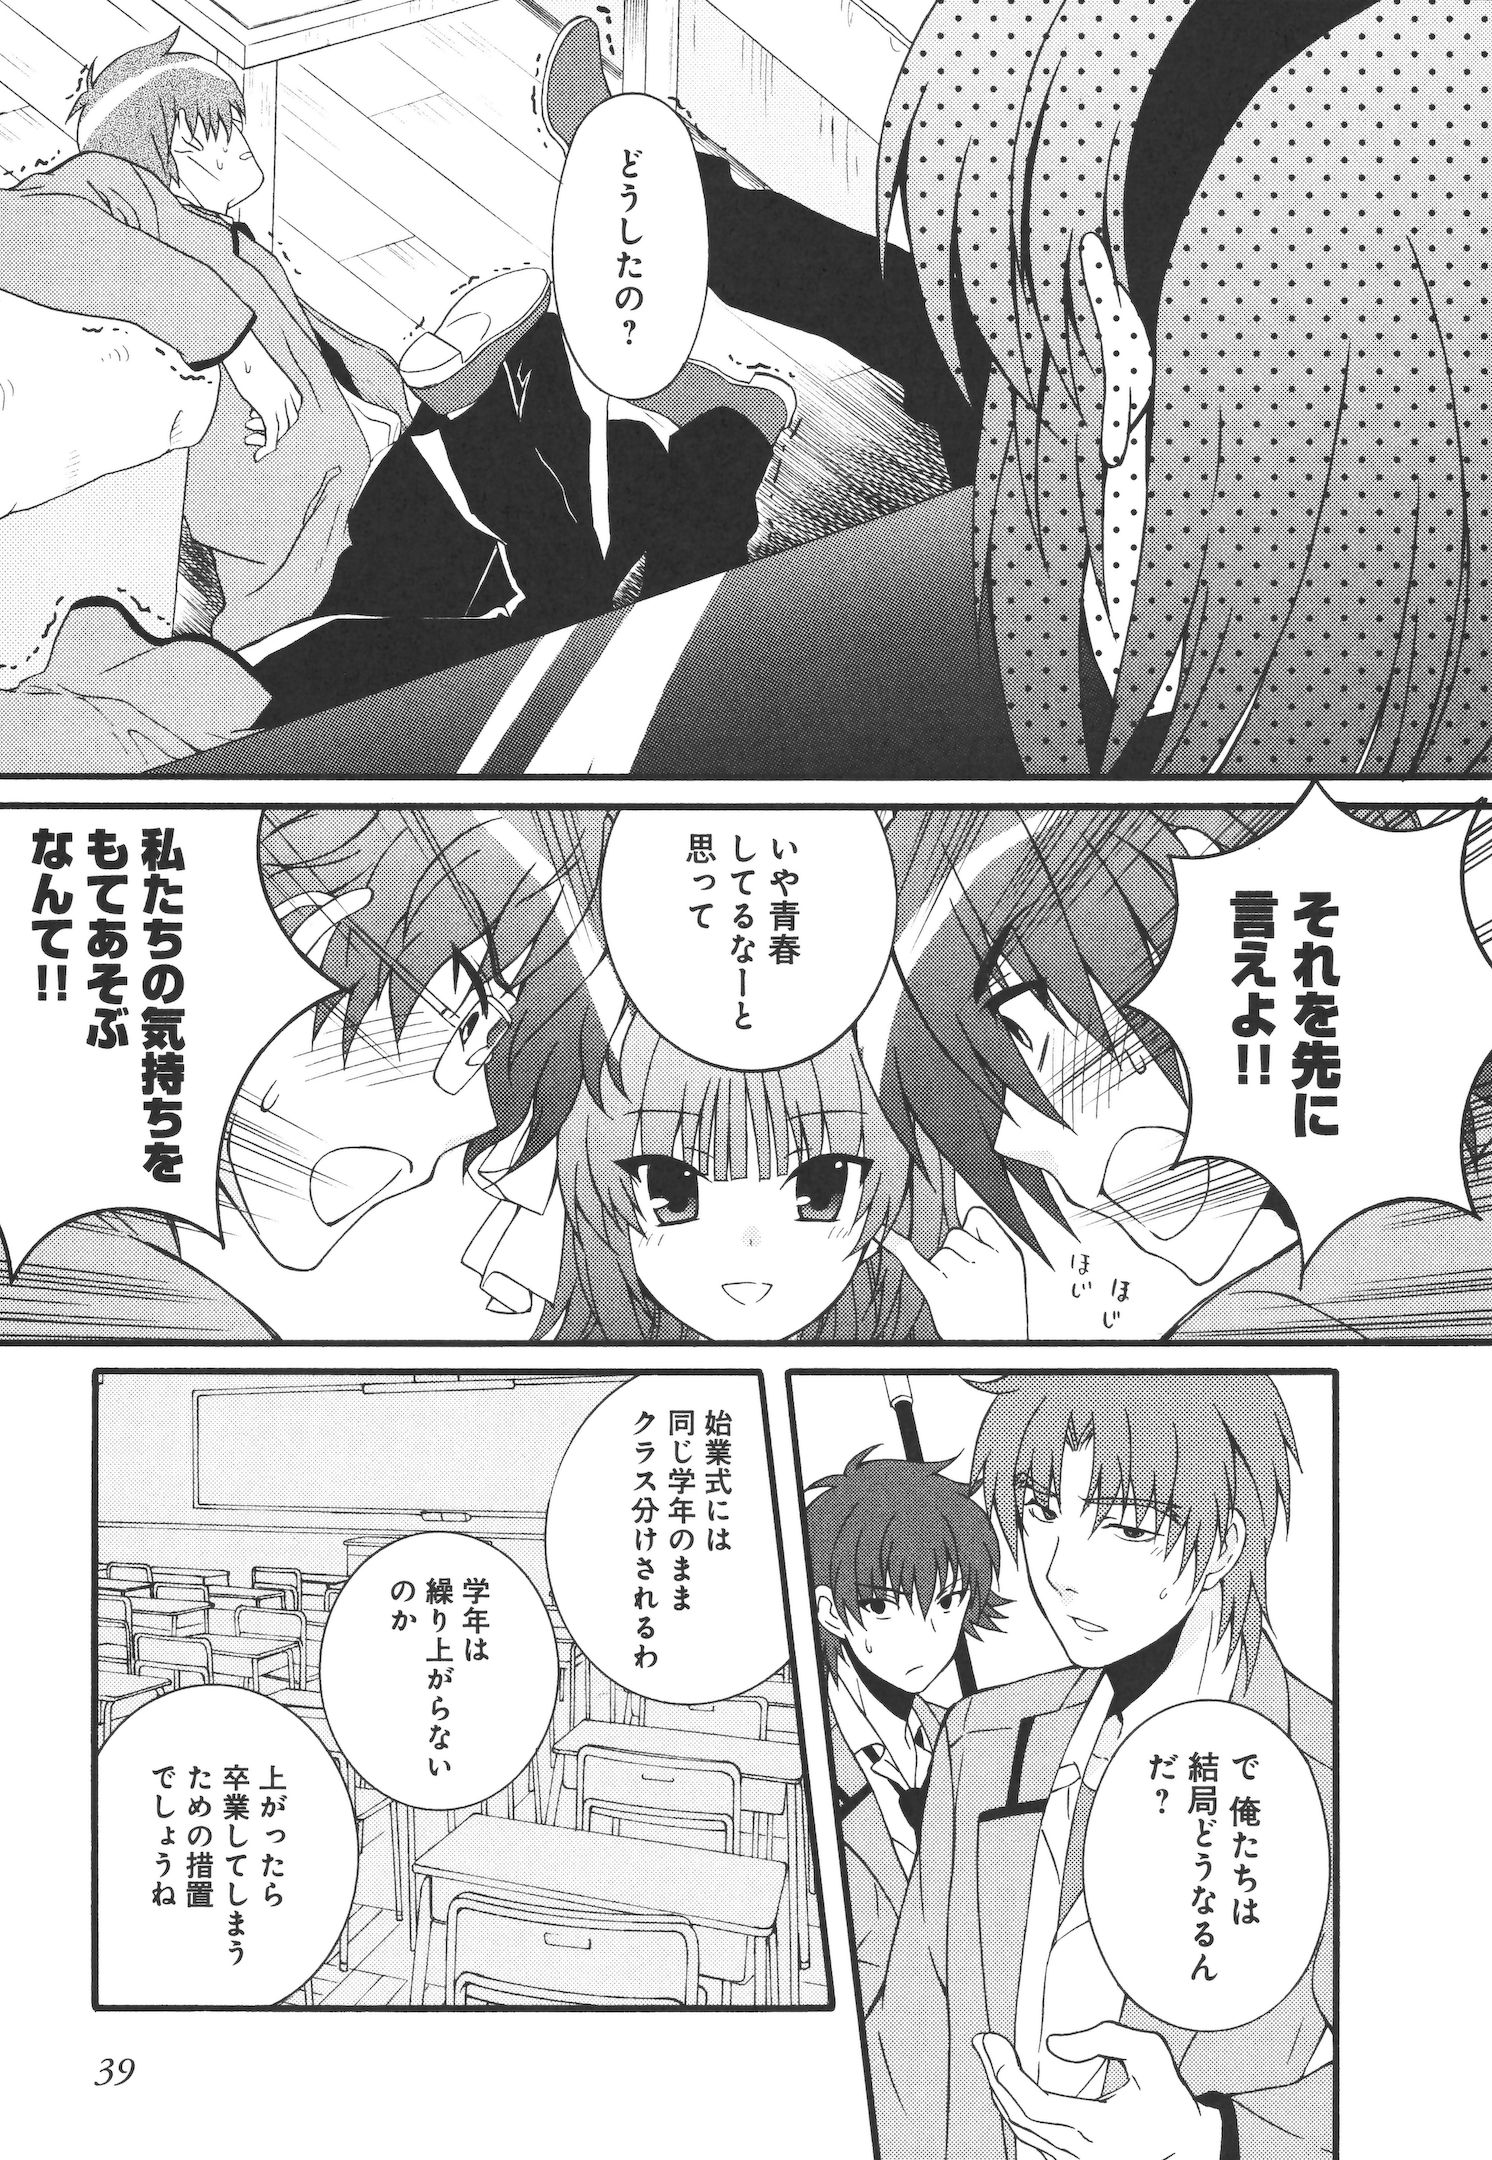 どうしたの?
それを先に
言えよ!!
いや青春
してるなーと
思って
ほじ
ほじ
私たちの気持ちを
もてあそぶ
なんて!!
で 俺たちは
結局どうなるん
だ?
始業式には
同じ学年のまま
クラス分けされるわ
学年は
繰り上がらない
のか
上がったら
卒業してしまう
ための措置
でしょうね
39